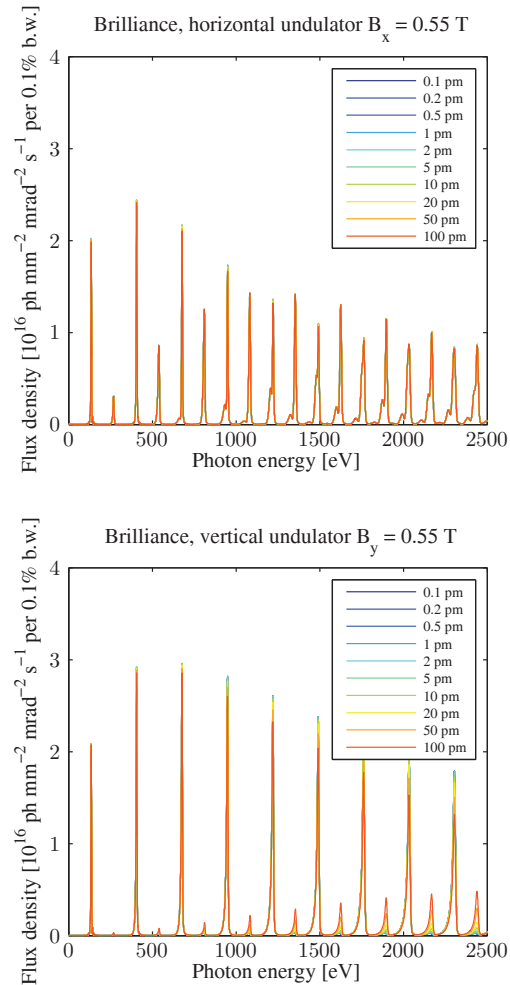 Brilliance, horizontal undulator B_x = 0.55 T
Flux density [10^16 ph mm^−2 mrad^−2 s^−1 per 0.1% b.w.]
4
3
2
1
0
0.1 pm
0.2 pm
0.5 pm
1 pm
2 pm
5 pm
10 pm
20 pm
50 pm
100 pm
0 500 1000 1500 2000 2500
Photon energy [eV]
Brilliance, vertical undulator B_y = 0.55 T
Flux density [10^16 ph mm^−2 mrad^−2 s^−1 per 0.1% b.w.]
4
3
2
1
0
0.1 pm
0.2 pm
0.5 pm
1 pm
2 pm
5 pm
10 pm
20 pm
50 pm
100 pm
0 500 1000 1500 2000 2500
Photon energy [eV]